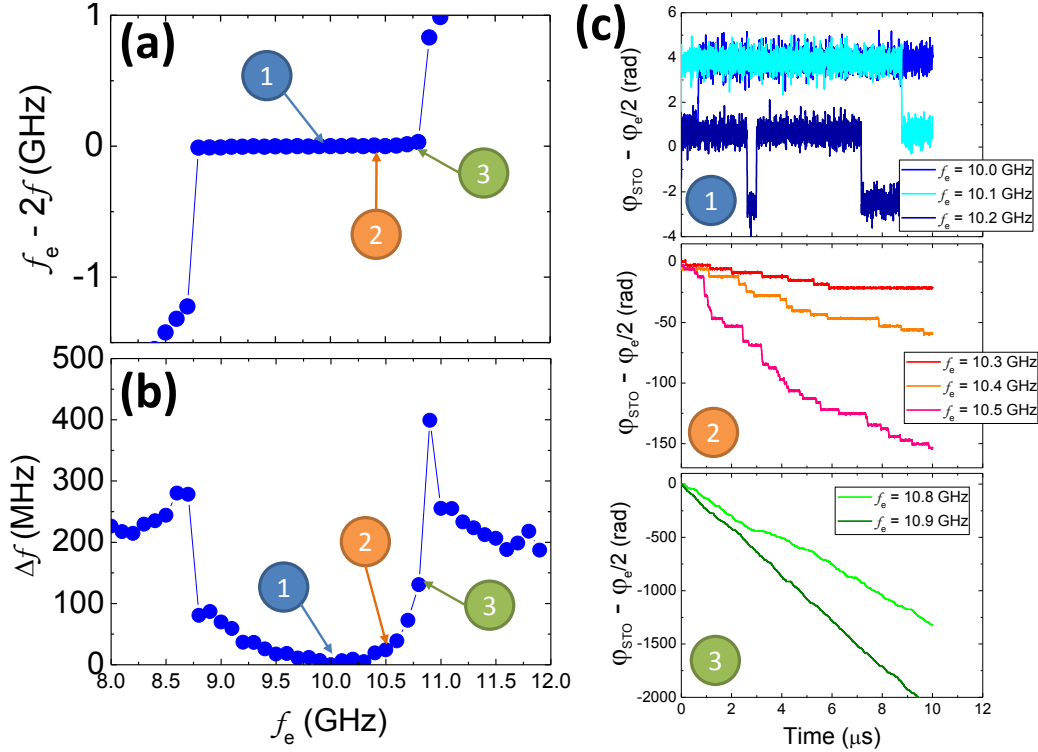 (a)
1
0
-1
f_e - 2f (GHz)
1
2
3
(b)
500
400
300
200
100
0
Δf (MHz)
1
2
3
8.0 8.5 9.0 9.5 10.0 10.5 11.0 11.5 12.0
f_e (GHz)
(c)
6
4
2
0
-2
4
φ_STO - φ_e/2 (rad)
f_e = 10.0 GHz
f_e = 10.1 GHz
f_e = 10.2 GHz
1
0
-50
-100
-150
φ_STO - φ_e/2 (rad)
f_e = 10.3 GHz
f_e = 10.4 GHz
f_e = 10.5 GHz
2
0
-500
-1000
-1500
-2000
φ_STO - φ_e/2 (rad)
f_e = 10.8 GHz
f_e = 10.9 GHz
3
0 2 4 6 8 10 12
Time (μs)